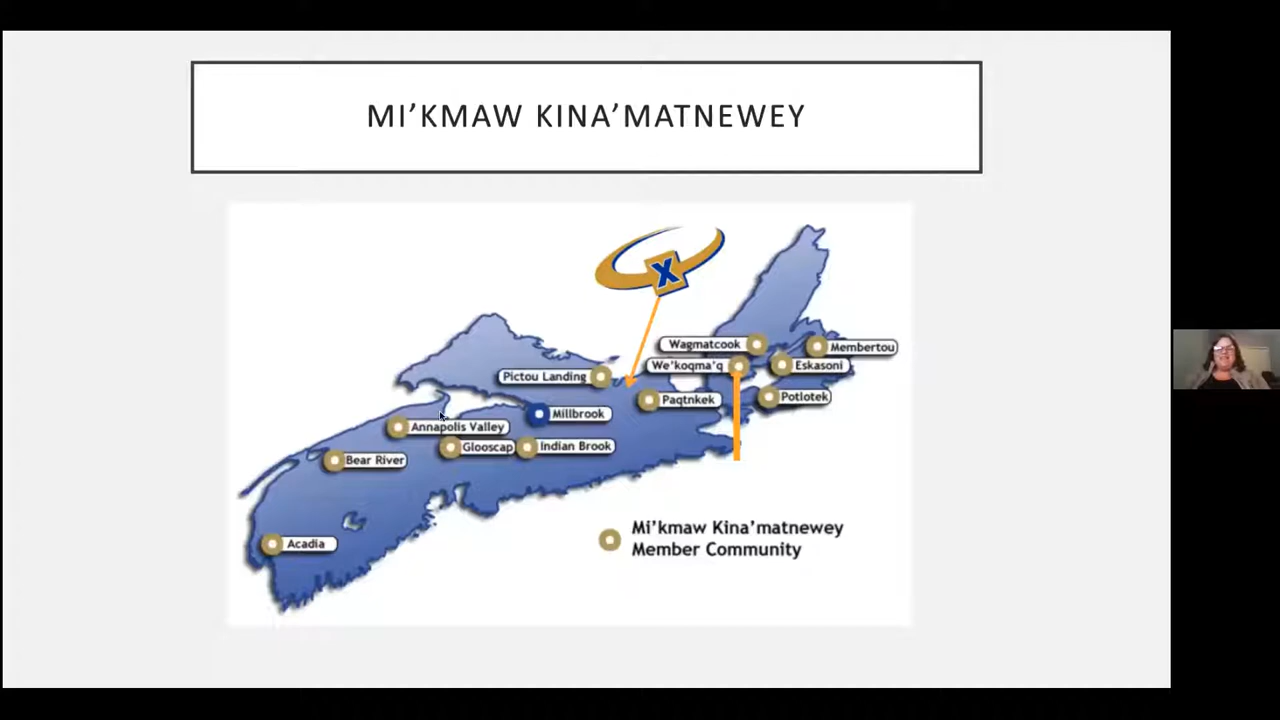 MI’KMAW KINA’MATNEWEY
X
Wagmatcook
Membertou
We'koqma'q
Eskasoni
Pictou Landing
Paqtnkek
Potlotek
Millbrook
Annapolis Valley
Glooscap
Indian Brook
Bear River
Acadia
Mi'kmaw Kina'matnewey
Member Community